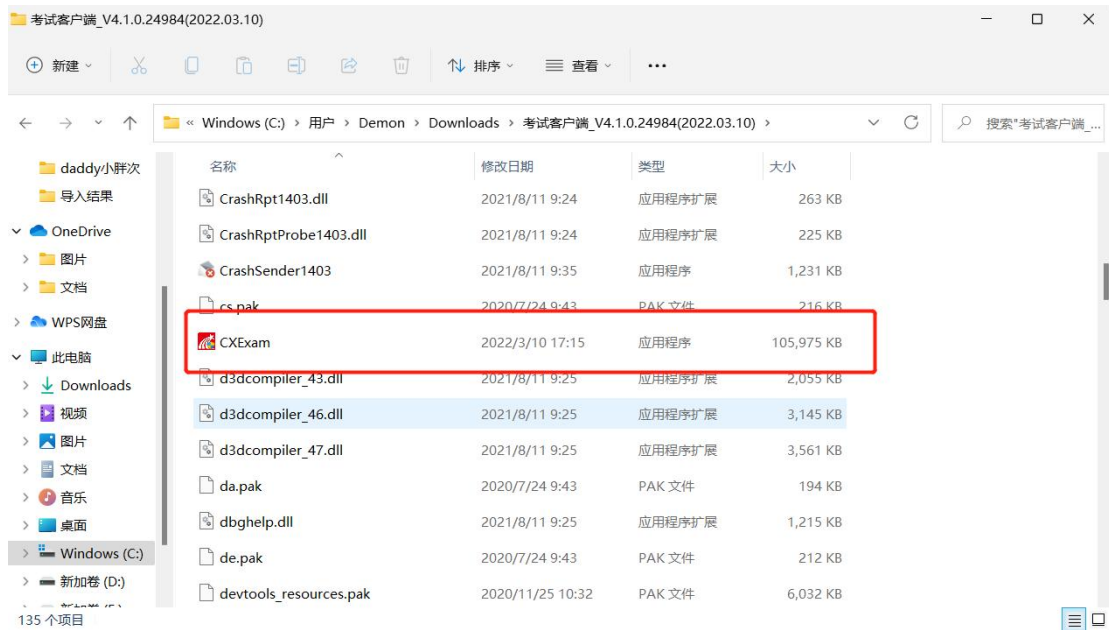 考试客户端_V4.1.0.24984(2022.03.10)
新建 排序 查看
« Windows (C:) › 用户 › Demon › Downloads › 考试客户端_V4.1.0.24984(2022.03.10) ›
搜索"考试客户端_...
daddy小胖次
导入结果
OneDrive
图片
文档
WPS网盘
此电脑
Downloads
视频
图片
文档
音乐
桌面
Windows (C:)
新加卷 (D:)
名称 修改日期 类型 大小
CrashRpt1403.dll 2021/8/11 9:24 应用程序扩展 263 KB
CrashRptProbe1403.dll 2021/8/11 9:24 应用程序扩展 225 KB
CrashSender1403 2021/8/11 9:35 应用程序 1,231 KB
cs.pak 2020/7/24 9:43 PAK 文件 216 KB
CXExam 2022/3/10 17:15 应用程序 105,975 KB
d3dcompiler_43.dll 2021/8/11 9:25 应用程序扩展 2,055 KB
d3dcompiler_46.dll 2021/8/11 9:25 应用程序扩展 3,145 KB
d3dcompiler_47.dll 2021/8/11 9:25 应用程序扩展 3,561 KB
da.pak 2020/7/24 9:43 PAK 文件 194 KB
dbghelp.dll 2021/8/11 9:25 应用程序扩展 1,215 KB
de.pak 2020/7/24 9:43 PAK 文件 212 KB
devtools_resources.pak 2020/11/25 10:32 PAK 文件 6,032 KB
135 个项目